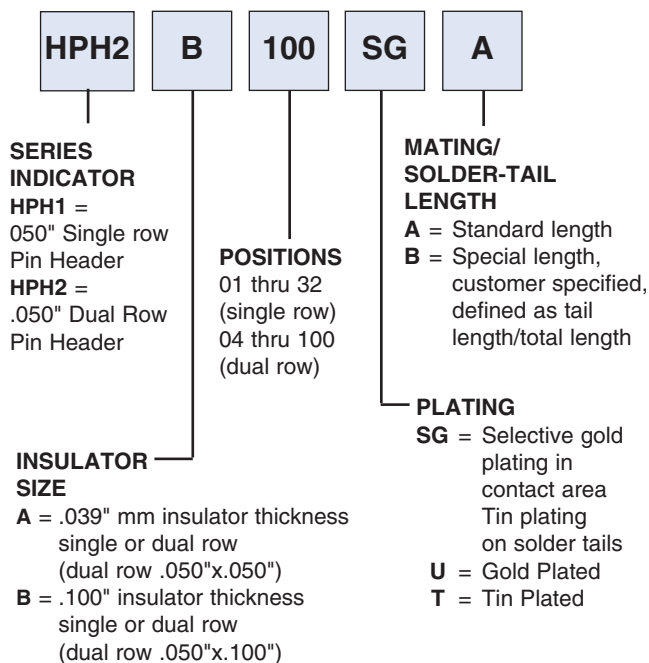 HPH2 B 100 SG A
SERIES
INDICATOR
HPH1 =
050" Single row
Pin Header
HPH2 =
.050" Dual Row
Pin Header
POSITIONS
01 thru 32
(single row)
04 thru 100
(dual row)
MATING/
SOLDER-TAIL
LENGTH
A = Standard length
B = Special length,
customer specified,
defined as tail
length/total length
INSULATOR
SIZE
A = .039" mm insulator thickness
single or dual row
(dual row .050"x.050")
B = .100" insulator thickness
single or dual row
(dual row .050"x.100")
PLATING
SG = Selective gold
plating in
contact area
Tin plating
on solder tails
U = Gold Plated
T = Tin Plated